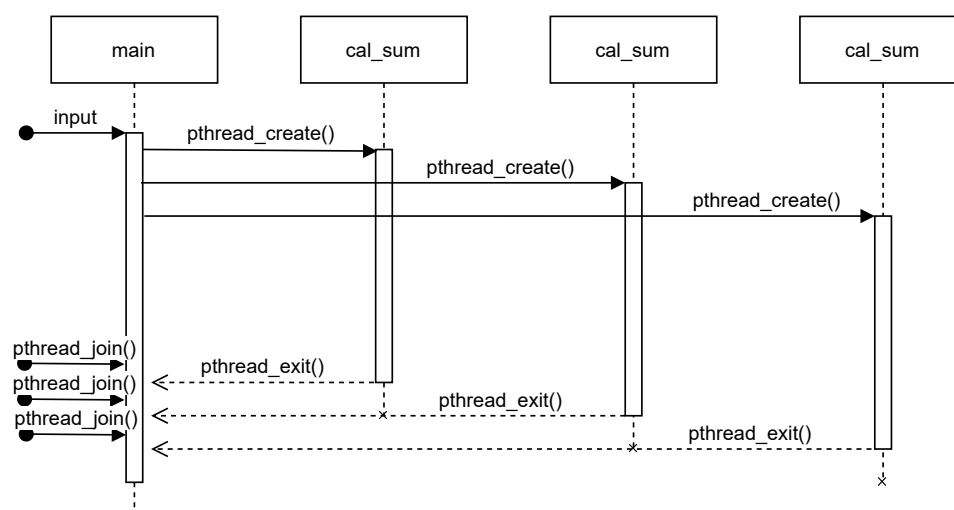 main
cal_sum
cal_sum
cal_sum
input
pthread_create()
pthread_create()
pthread_create()
pthread_join()
pthread_exit()
pthread_join()
pthread_exit()
pthread_join()
pthread_exit()